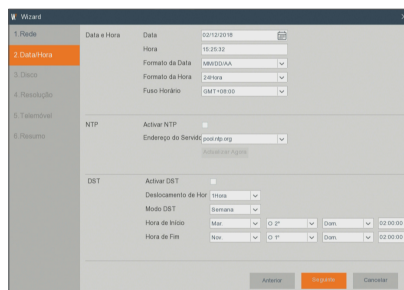 Wizard
X
1.Rede
2.Data/Hora
3.Disco
4.Resolução
5.Telemóvel
6.Resumo
Data e Hora
Data 02/12/2018
Hora 15:25:32
Formato da Data MM/DD/AA
Formato da Hora 24Hora
Fuso Horário GMT+08:00
NTP
Activar NTP
Endereço do Servido pool.ntp.org
Actualizar Agora
DST
Activar DST
Deslocamento de Hor 1Hora
Modo DST Semana
Hora de Início Mar. O 2º Dom. 02:00:00
Hora de Fim Nov. O 1º Dom. 02:00:00
Anterior
Seguinte
Cancelar